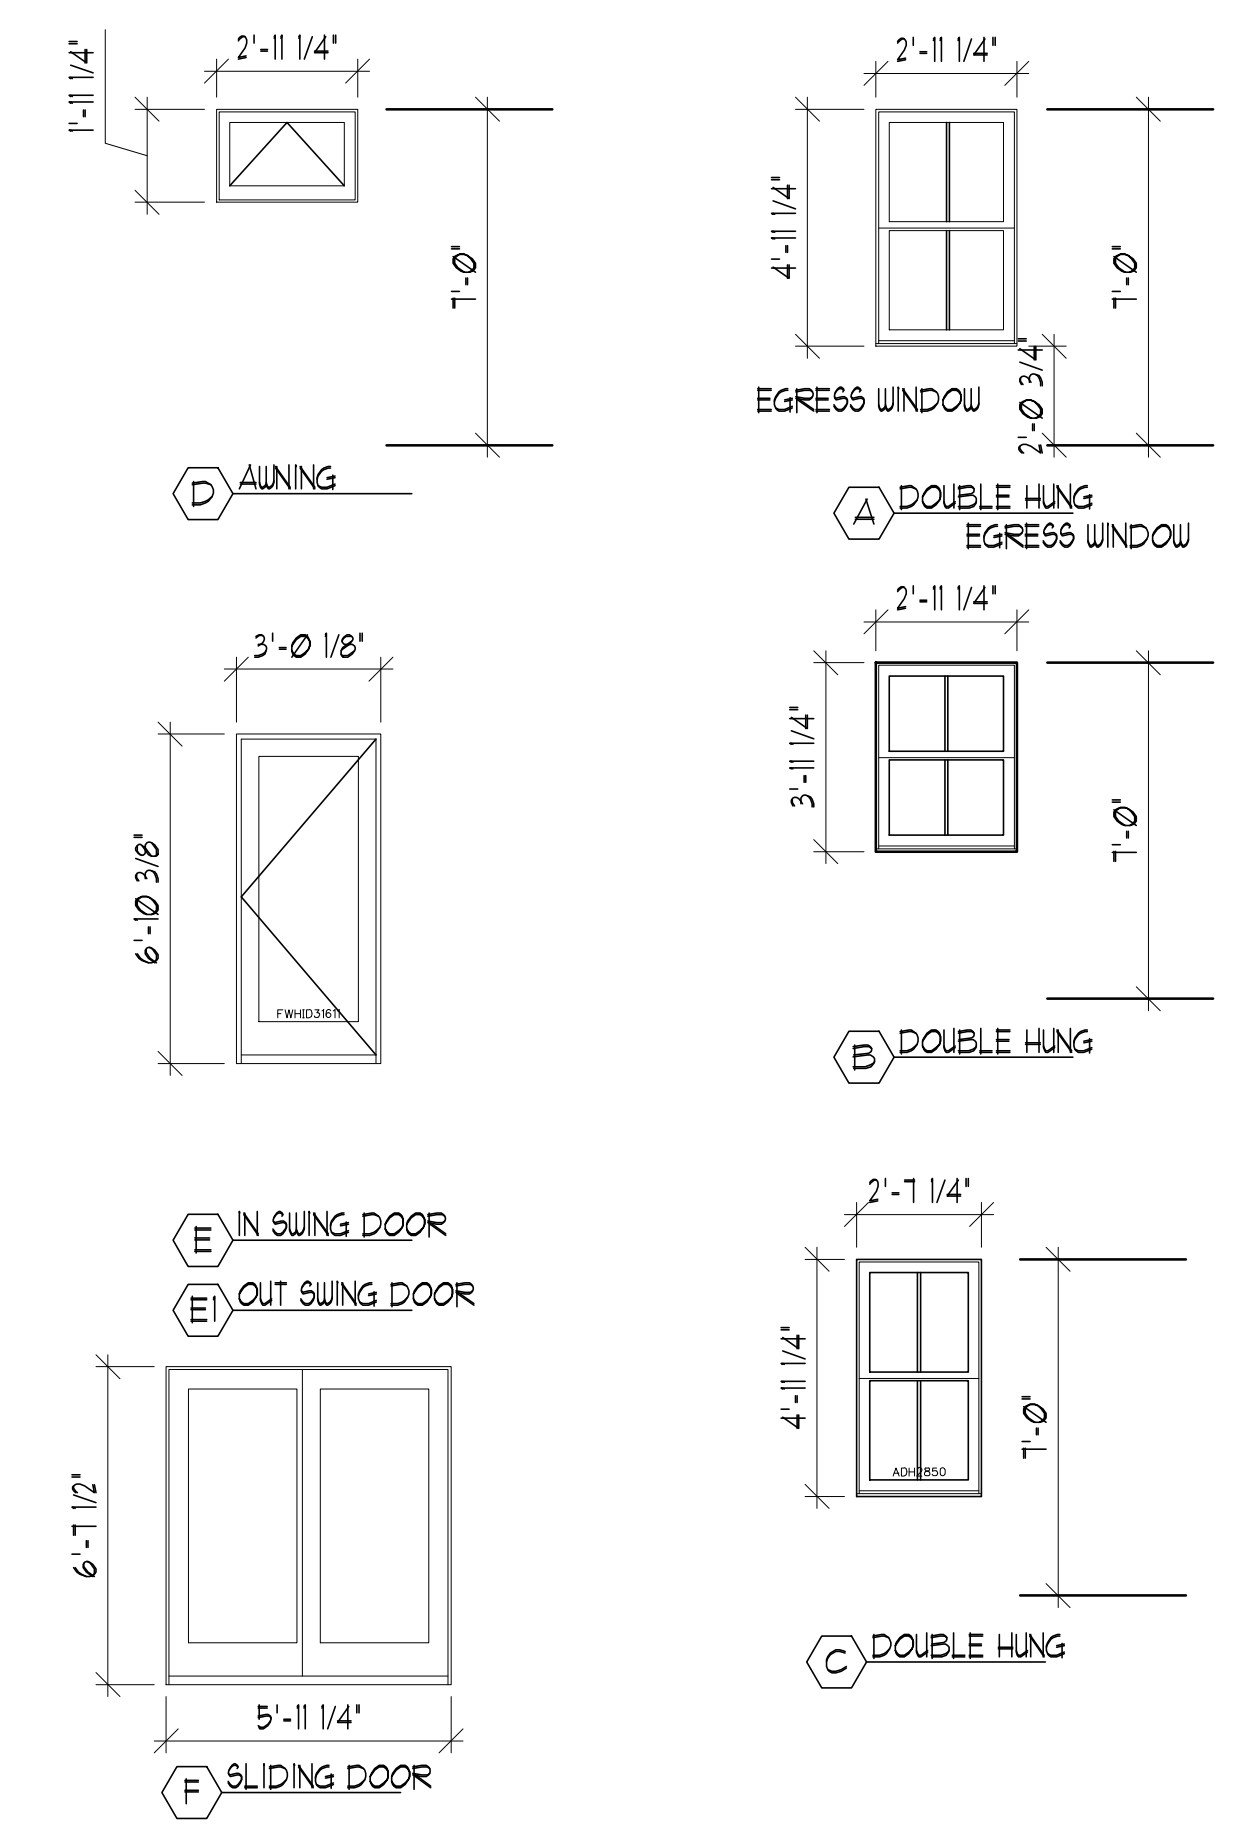 2'-11 1/4"
1'-11 1/4"
7'-0"
D
AWNING
2'-11 1/4"
4'-11 1/4"
7'-0"
2'-0 3/4"
EGRESS WINDOW
A
DOUBLE HUNG
EGRESS WINDOW
3'-0 1/8"
6'-10 3/8"
FWHID31611
2'-11 1/4"
3'-11 1/4"
7'-0"
B
DOUBLE HUNG
E
IN SWING DOOR
E1
OUT SWING DOOR
6'-7 1/2"
5'-11 1/4"
F
SLIDING DOOR
2'-7 1/4"
4'-11 1/4"
7'-0"
ADH2850
C
DOUBLE HUNG